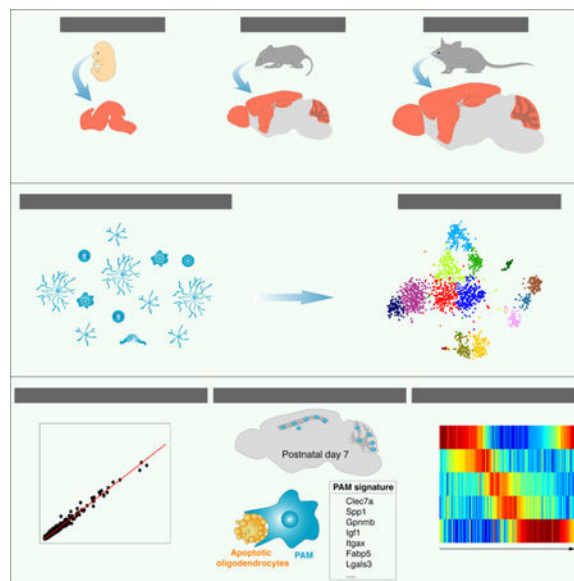 Postnatal day 7
PAM signature
Clec7a
Spp1
Gpnmb
Igf1
Itgax
Fabp5
Lgals3
....
Apoptotic
oligodendrocytes
PAM